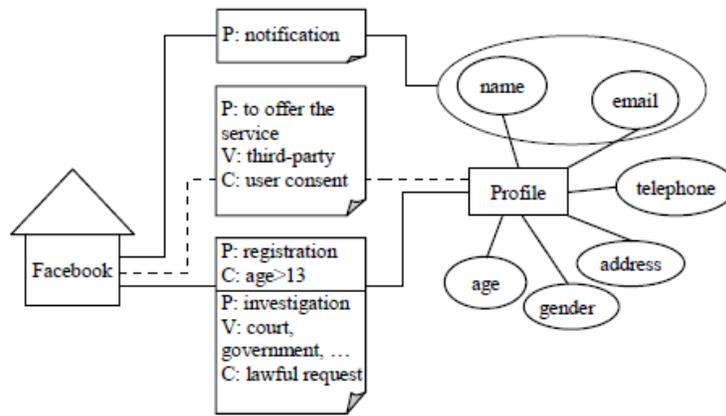 P: notification
name
email
P: to offer the
service
V: third-party
C: user consent
Profile
telephone
Facebook
P: registration
C: age>13
address
age
gender
P: investigation
V: court,
government, …
C: lawful request